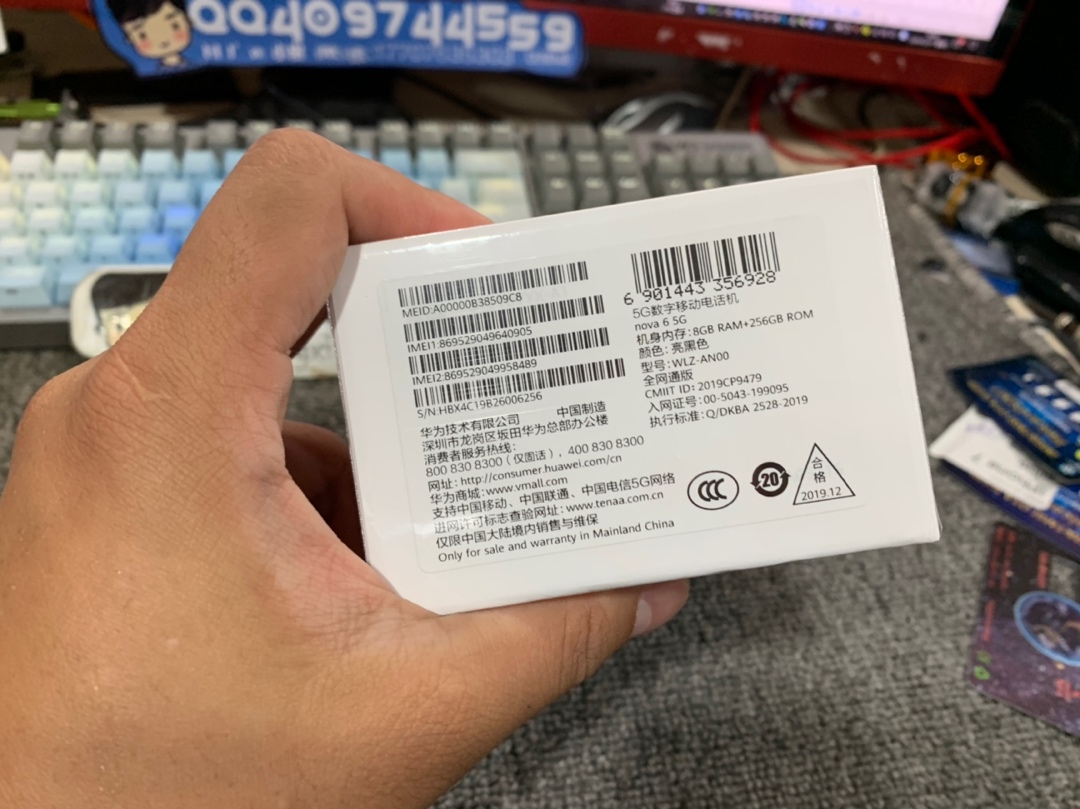 QQ409744559
MEID:A00000B38509C8
IMEI1:869529049640905
IMEI2:869529049958489
S/N:HBX4C19B26006256
6 901443 356928
5G数字移动电话机
nova 6 5G
机身内存:8GB RAM+256GB ROM
颜色:亮黑色
型号:WLZ-AN00
全网通版
CMIIT ID: 2019CP9479
入网证号: 00-5043-199095
执行标准: Q/DKBA 2528-2019
华为技术有限公司 中国制造
深圳市龙岗区坂田华为总部办公楼
消费者服务热线:
800 830 8300（仅固话）, 400 830 8300
网址: http://consumer.huawei.com/cn
华为商城: www.vmall.com
支持中国移动、中国联通、中国电信5G网络
进网许可标志查验网址: www.tenaa.com.cn
仅限中国大陆境内销售与维保
Only for sale and warranty in Mainland China
CCC
20
合格
2019.12